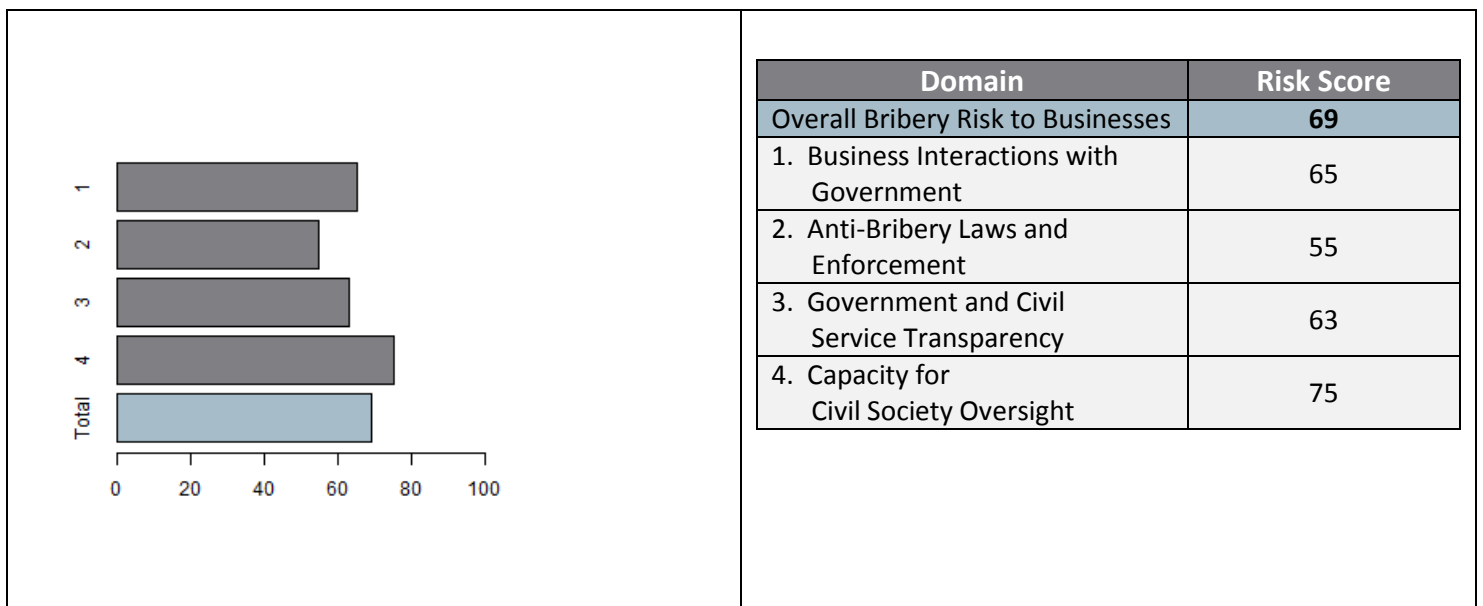 1
2
3
4
Total
0 20 40 60 80 100
Domain Risk Score
Overall Bribery Risk to Businesses 69
1. Business Interactions with
Government 65
2. Anti-Bribery Laws and
Enforcement 55
3. Government and Civil
Service Transparency 63
4. Capacity for
Civil Society Oversight 75